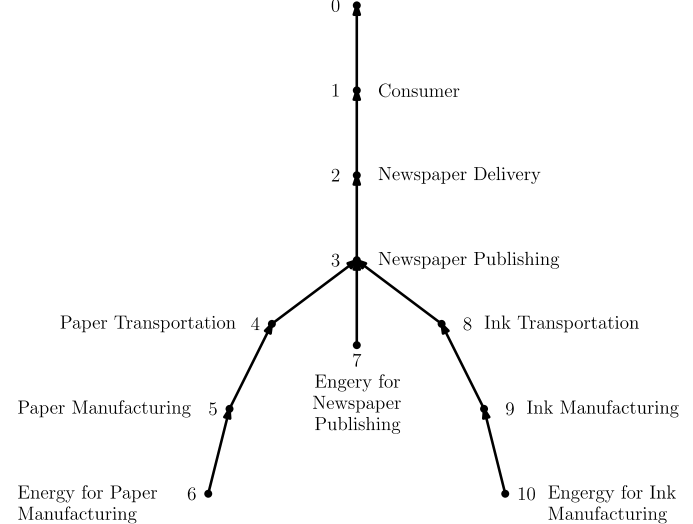 0
1 Consumer
2 Newspaper Delivery
3 Newspaper Publishing
Paper Transportation 4
8 Ink Transportation
7
Engery for
Newspaper
Publishing
Paper Manufacturing 5
9 Ink Manufacturing
Energy for Paper 6
Manufacturing
10 Engergy for Ink
Manufacturing